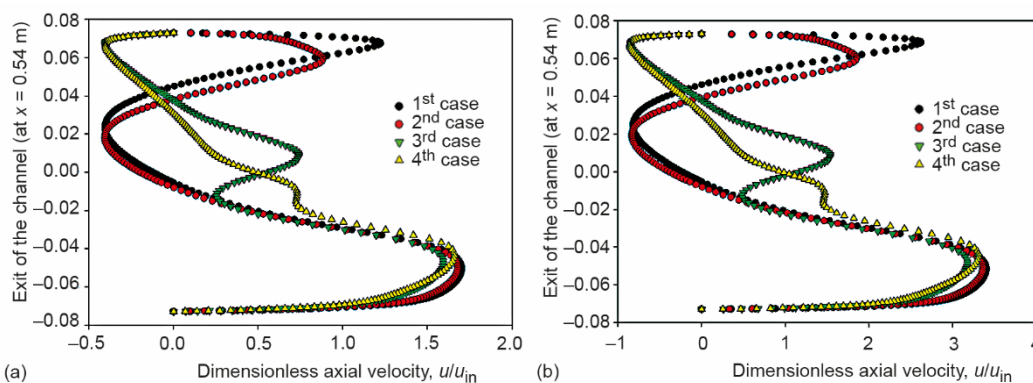 0.08
0.06
0.04
0.02
0.00
–0.02
–0.04
–0.06
–0.08
Exit of the channel (at x = 0.54 m)
1st case
2nd case
3rd case
4th case
–0.5
0.0
0.5
1.0
1.5
2.0
(a)
Dimensionless axial velocity, u/uin
0.08
0.06
0.04
0.02
0.00
–0.02
–0.04
–0.06
–0.08
Exit of the channel (at x = 0.54 m)
1st case
2nd case
3rd case
4th case
–1
0
1
2
3
4
(b)
Dimensionless axial velocity, u/uin